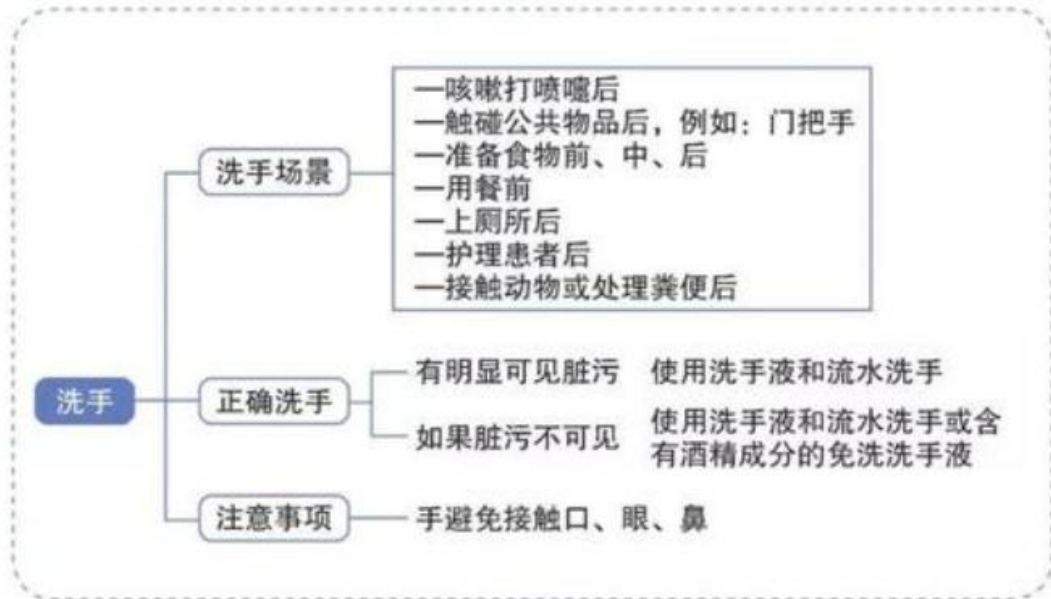 洗手
洗手场景
—咳嗽打喷嚏后
—触碰公共物品后，例如：门把手
—准备食物前、中、后
—用餐前
—上厕所后
—护理患者后
—接触动物或处理粪便后
正确洗手
有明显可见脏污 使用洗手液和流水洗手
如果脏污不可见 使用洗手液和流水洗手或含
有酒精成分的免洗洗手液
注意事项
手避免接触口、眼、鼻